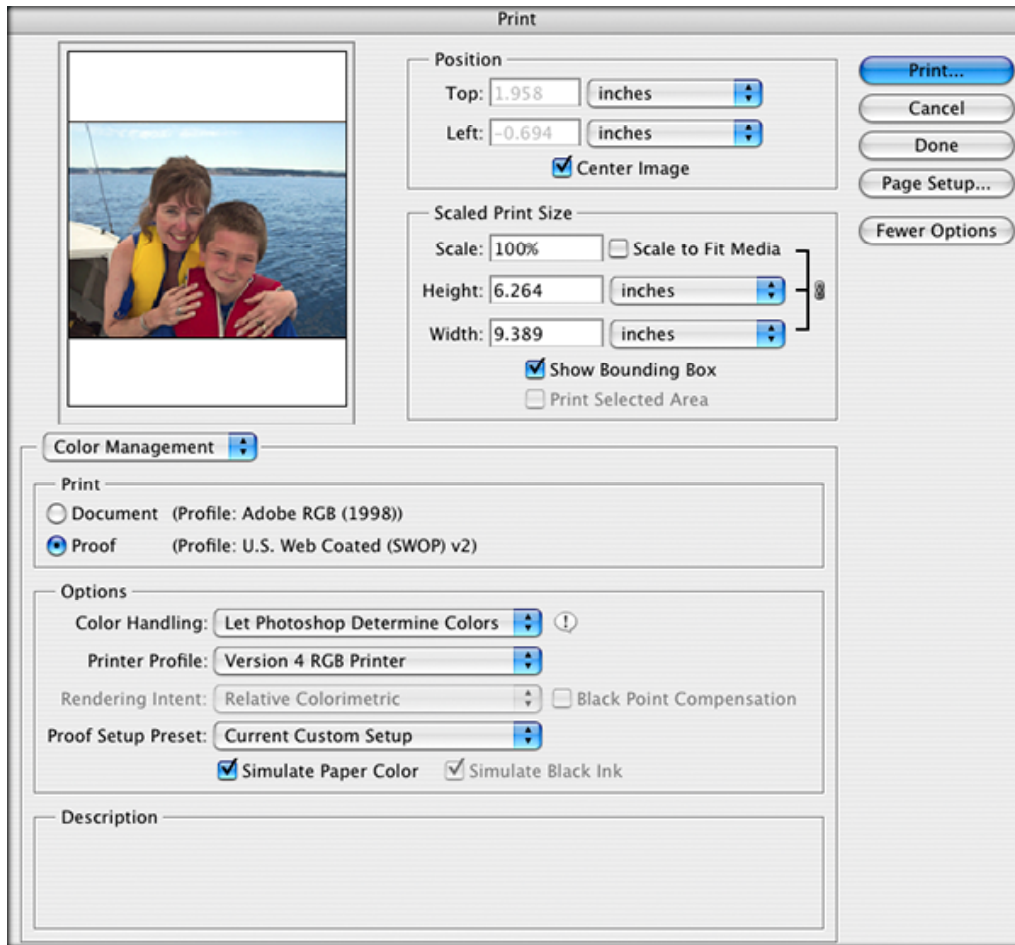 Print
Position
Top: 1.958 inches
Left: -0.694 inches
Center Image
Print...
Cancel
Done
Page Setup...
Fewer Options
Scaled Print Size
Scale: 100% Scale to Fit Media
Height: 6.264 inches
Width: 9.389 inches
Show Bounding Box
Print Selected Area
Color Management
Print
Document (Profile: Adobe RGB (1998))
Proof (Profile: U.S. Web Coated (SWOP) v2)
Options
Color Handling: Let Photoshop Determine Colors
Printer Profile: Version 4 RGB Printer
Rendering Intent: Relative Colorimetric Black Point Compensation
Proof Setup Preset: Current Custom Setup
Simulate Paper Color Simulate Black Ink
Description